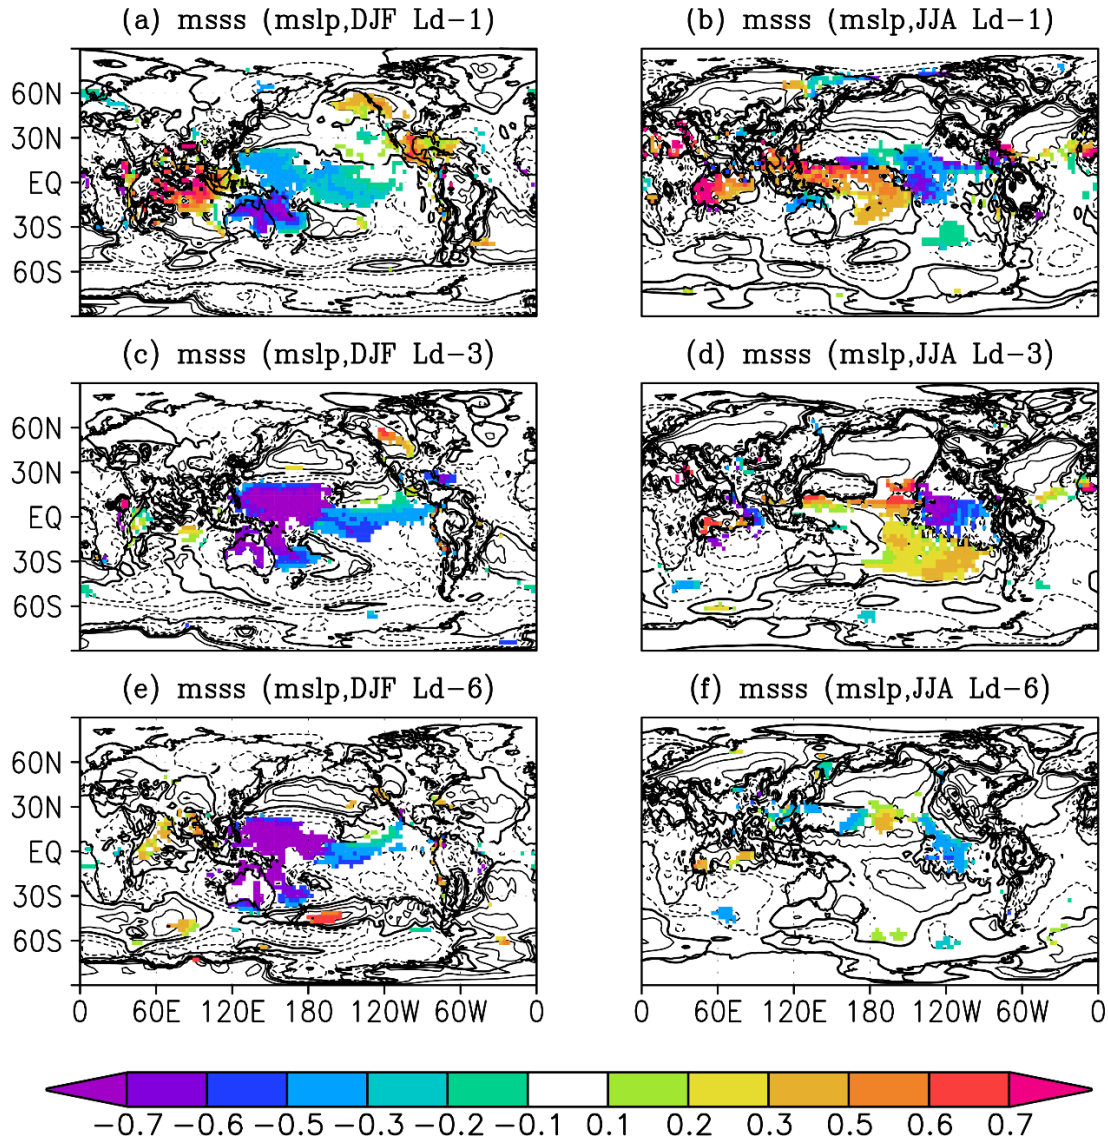 (a) msss (mslp,DJF Ld−1)
(b) msss (mslp,JJA Ld−1)
60N
30N
EQ
30S
60S
(c) msss (mslp,DJF Ld−3)
(d) msss (mslp,JJA Ld−3)
60N
30N
EQ
30S
60S
(e) msss (mslp,DJF Ld−6)
(f) msss (mslp,JJA Ld−6)
60N
30N
EQ
30S
60S
0 60E 120E 180 120W 60W 0
0 60E 120E 180 120W 60W 0
−0.7 −0.6 −0.5 −0.3 −0.2 −0.1 0.1 0.2 0.3 0.5 0.6 0.7